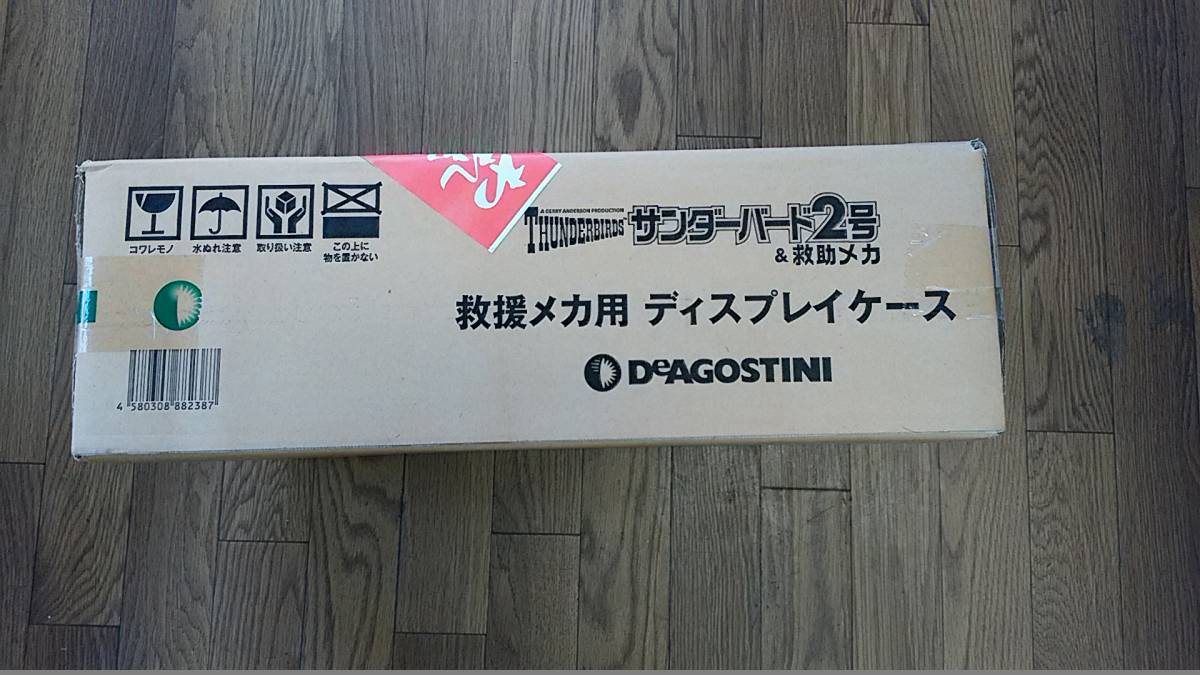 コワレモノ
水ぬれ注意
取り扱い注意
この上に
物を置かない
A GERRY ANDERSON PRODUCTION
THUNDERBIRDS™
サンダーバード2号
&救助メカ
救援メカ用 ディスプレイケース
DeAGOSTINI
4 580308 882387